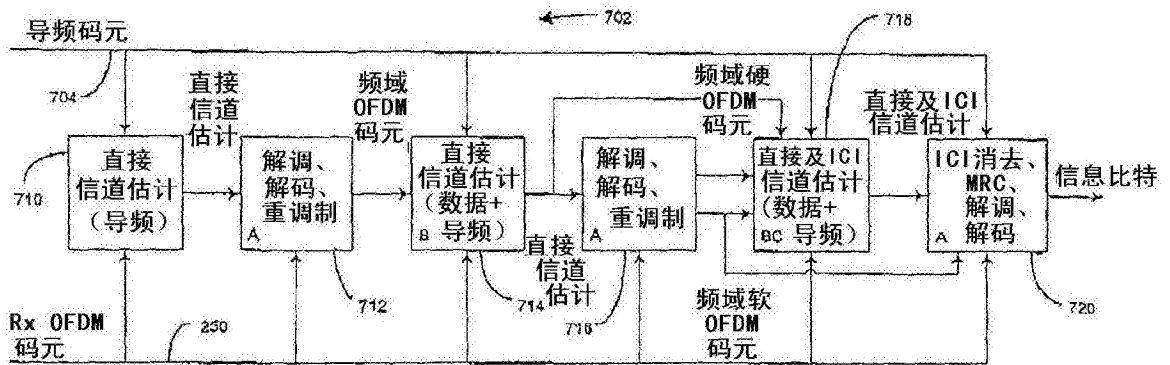 702
718
导频码元
704
直接
信道
估计
频域
OFDM
码元
频域硬
OFDM
码元
直接及ICI
信道估计
710
直接
信道估计
（导频）
解调、
解码、
重调制
A
直接
信道估计
(数据+
B 导频）
解调、
解码、
重调制
A
直接及ICI
信道估计
(数据+
BC 导频）
ICI消去、
MRC、
解调、
解码
A
信息比特
712
714
直接
信道
估计
716
频域软
OFDM
码元
720
Rx OFDM
码元
250